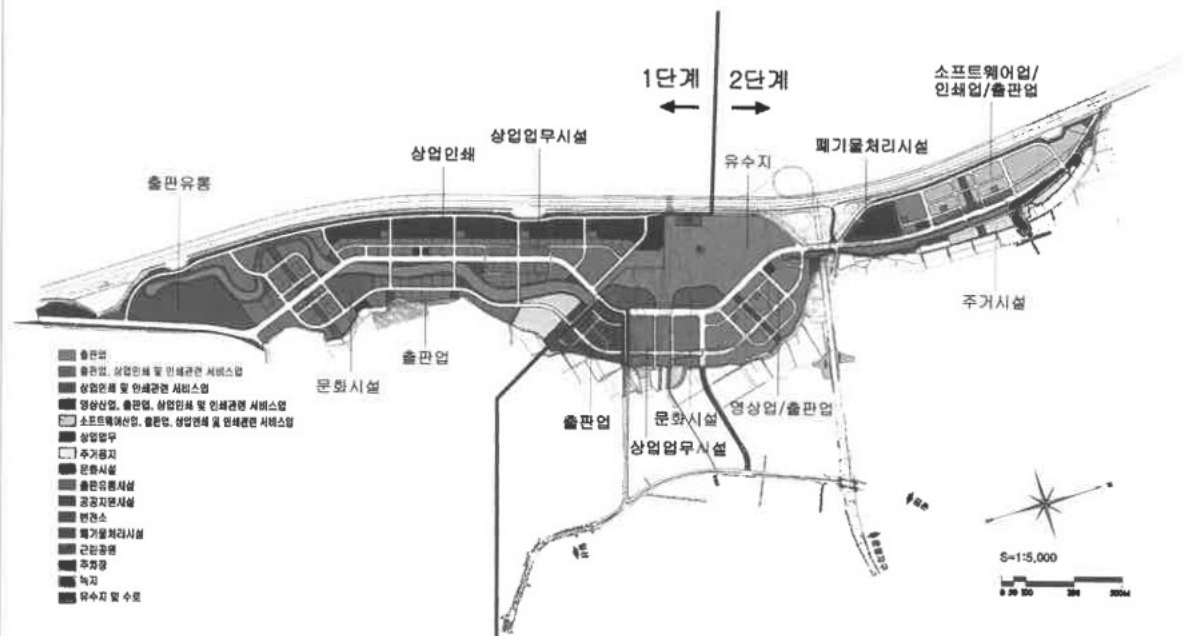 1단계
2단계
소프트웨어업/
인쇄업/출판업
상업업무시설
상업인쇄
유수지
폐기물처리시설
출판유통
주거시설
출판업
문화시설
출판업
문화시설
영상업/출판업
상업업무시설
출판업
출판업, 상업인쇄 및 인쇄관련 서비스업
상업인쇄 및 인쇄관련 서비스업
영상산업, 출판업, 상업인쇄 및 인쇄관련 서비스업
소프트웨어산업, 출판업, 상업인쇄 및 인쇄관련 서비스업
상업업무
주거용지
문화시설
출판유통시설
공공지원시설
변전소
폐기물처리시설
근린공원
주차장
녹지
유수지 및 수로
S=1:5,000
0 50 100
500M